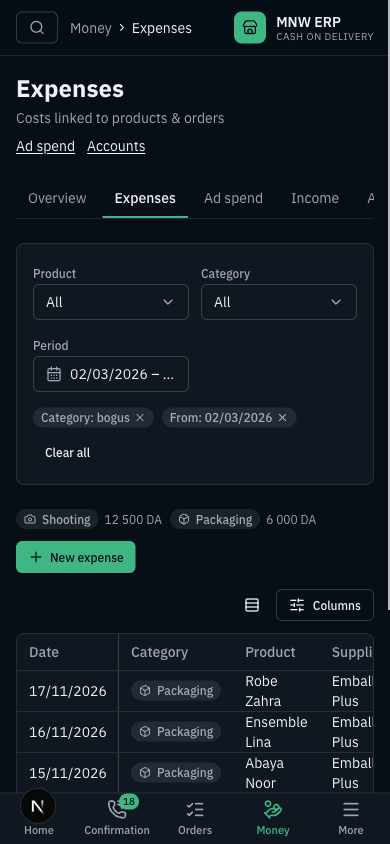 Money > Expenses
MNW ERP
CASH ON DELIVERY
Expenses
Costs linked to products & orders
Ad spend Accounts
Overview Expenses Ad spend Income A
Product Category
All All
Period
02/03/2026 – ...
Category: bogus × From: 02/03/2026 ×
Clear all
Shooting 12 500 DA Packaging 6 000 DA
+ New expense
Columns
Date Category Product Suppli
17/11/2026 Packaging Robe Zahra Embal Plus
16/11/2026 Packaging Ensemble Lina Embal Plus
15/11/2026 Packaging Abaya Noor Embal Plus
N
18
Home Confirmation Orders Money More